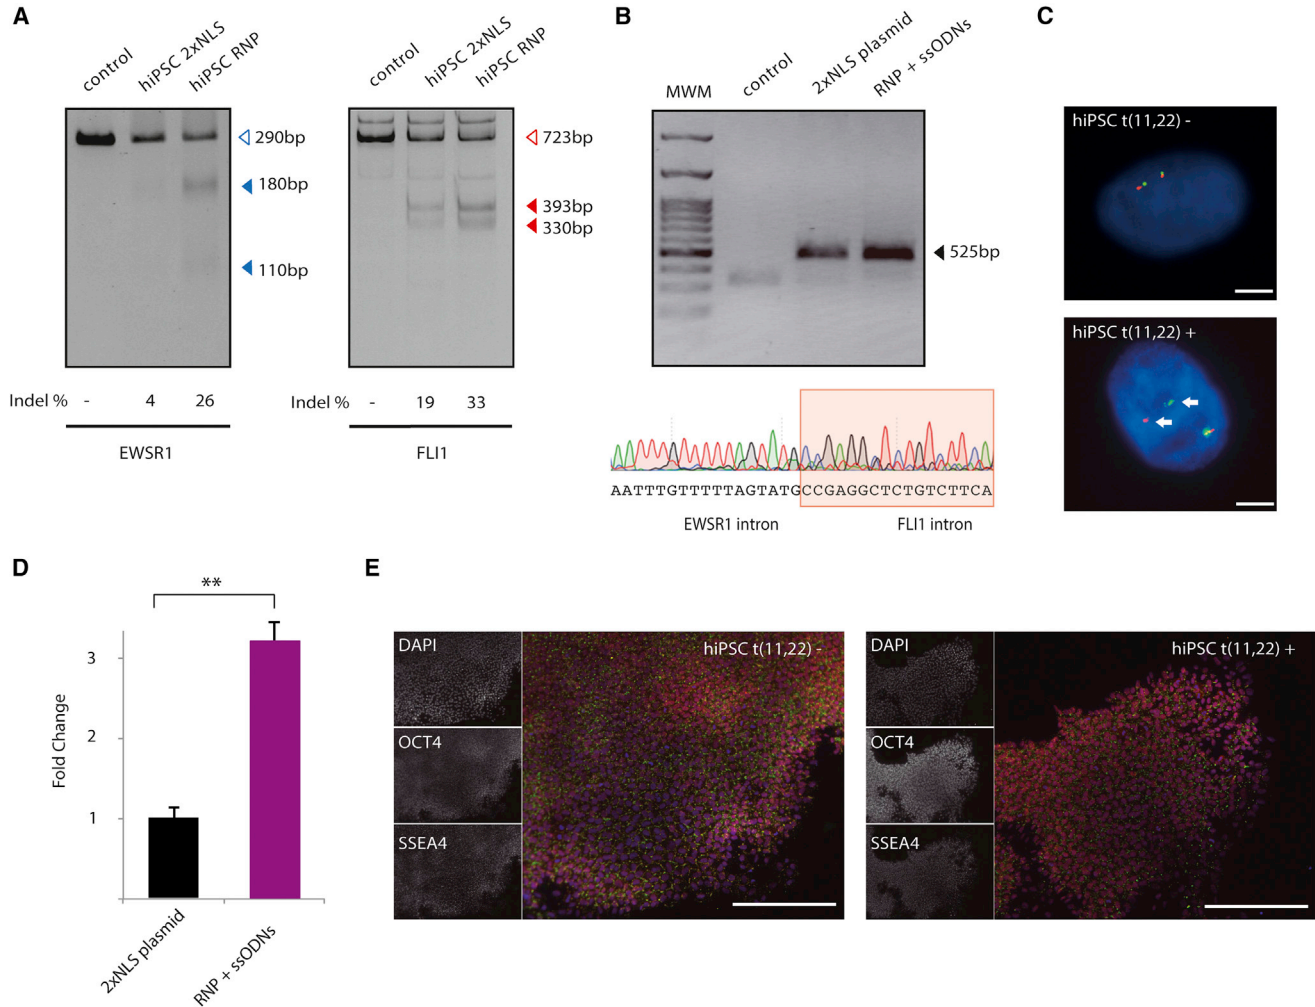 A
control
hiPSC 2xNLS
hiPSC RNP
290bp
180bp
110bp
Indel % - 4 26
EWSR1
control
hiPSC 2xNLS
hiPSC RNP
723bp
393bp
330bp
Indel % - 19 33
FLI1
B
MWM
control
2xNLS plasmid
RNP + ssODNs
525bp
AATTTGTTTTTAGTATGCCGAGGCTCTGTCTTCA
EWSR1 intron
FLI1 intron
C
hiPSC t(11,22) -
hiPSC t(11,22) +
D
**
Fold Change
3
2
1
2xNLS plasmid
RNP + ssODNs
E
DAPI
OCT4
SSEA4
hiPSC t(11,22) -
DAPI
OCT4
SSEA4
hiPSC t(11,22) +